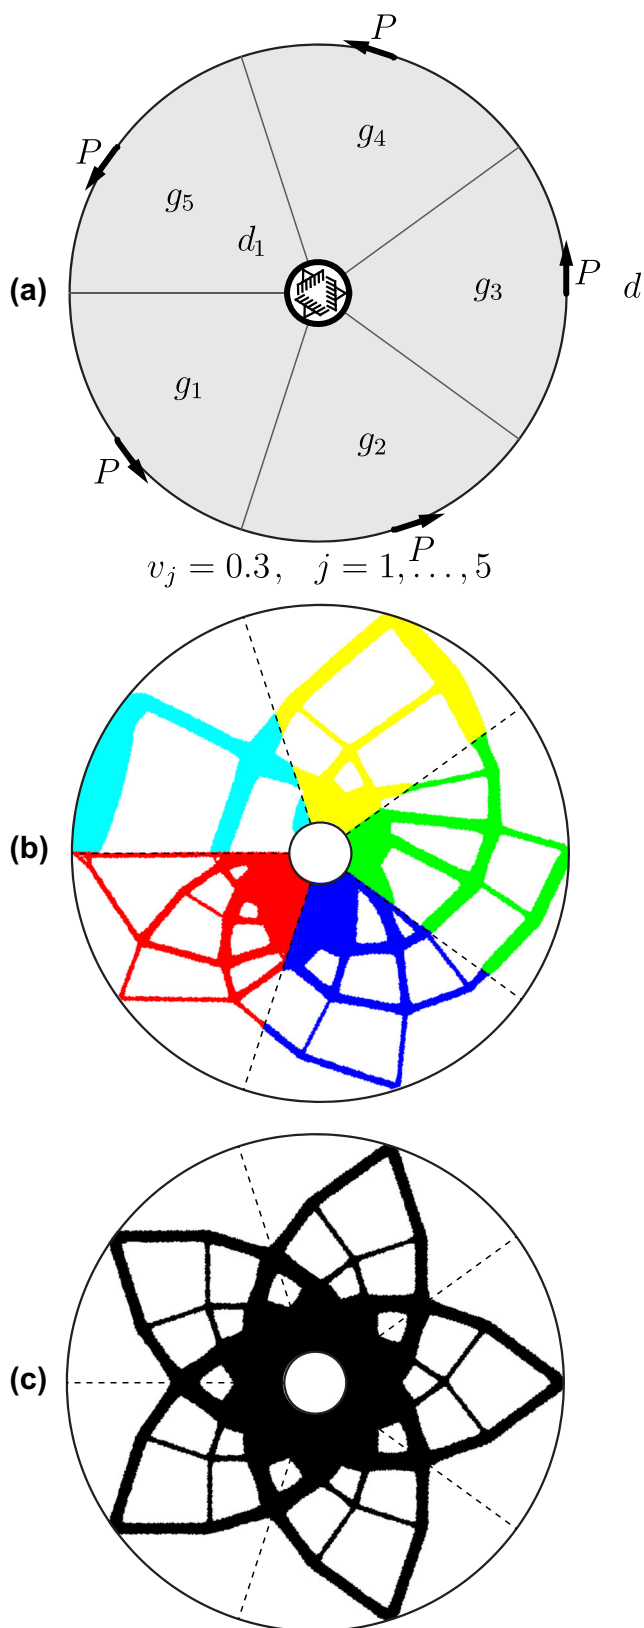 P
g₄
P
g₅
d₁
(a)
g₃
P
d
g₁
g₂
P
P
vⱼ = 0.3, j = 1, ..., 5
(b)
(c)